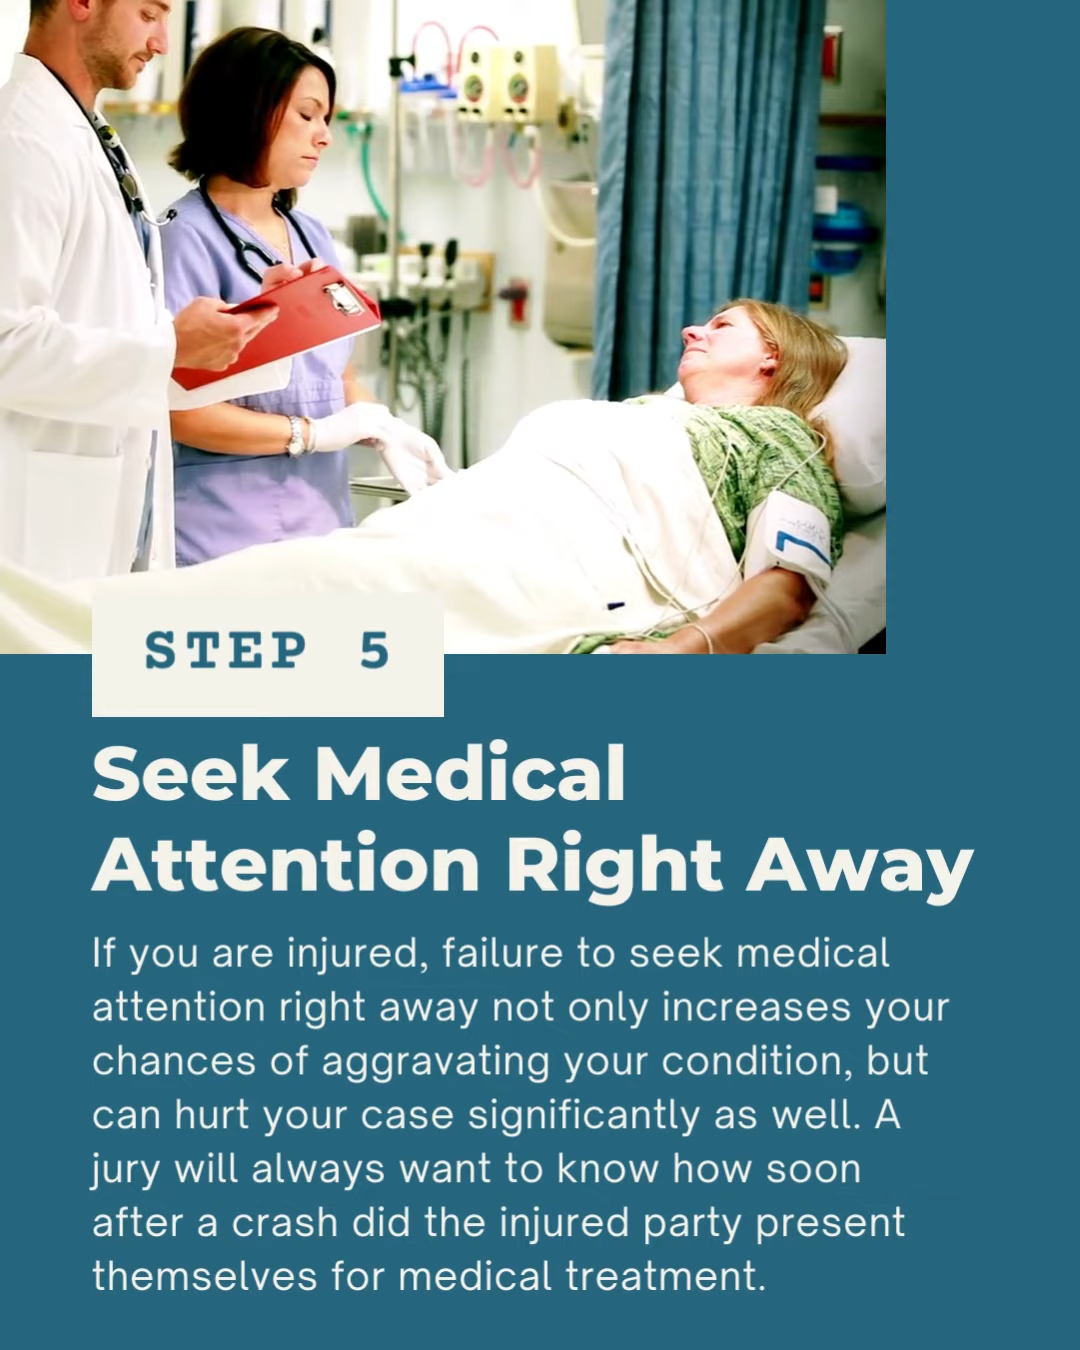 STEP 5
Seek Medical
Attention Right Away
If you are injured, failure to seek medical
attention right away not only increases your
chances of aggravating your condition, but
can hurt your case significantly as well. A
jury will always want to know how soon
after a crash did the injured party present
themselves for medical treatment.